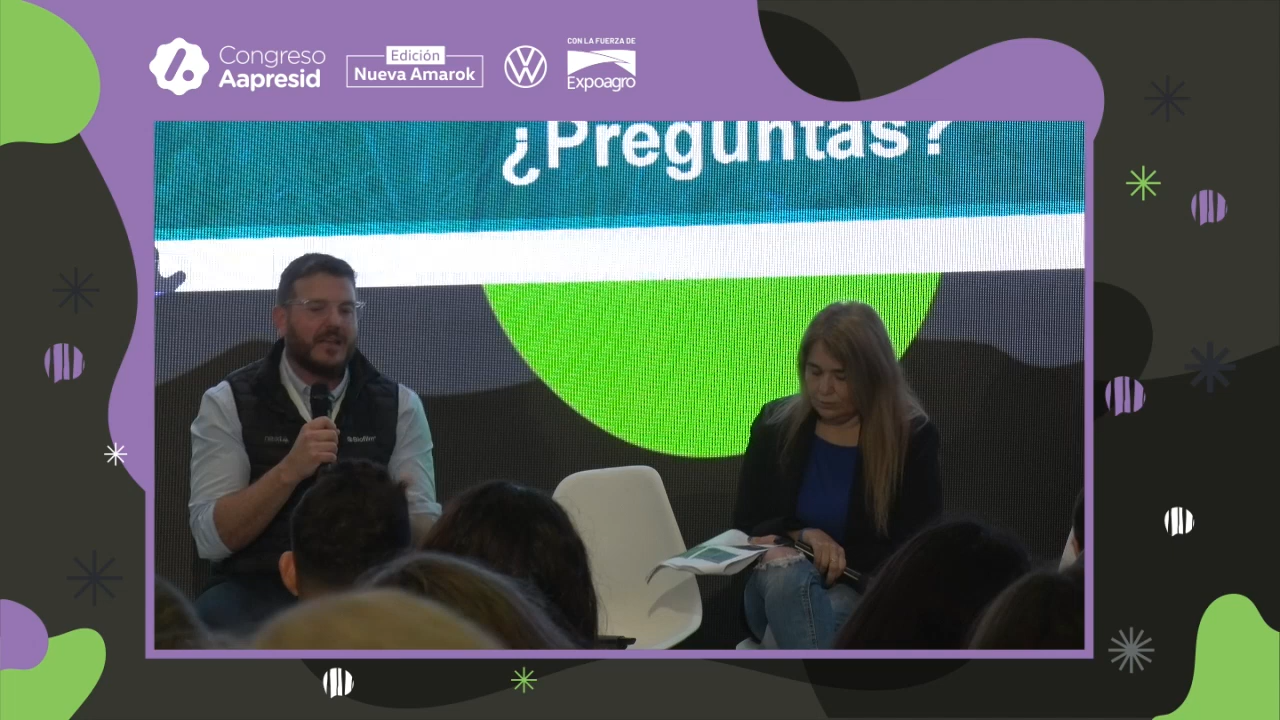 Congreso
Aapresid
Edición
Nueva Amarok
CON LA FUERZA DE
Expoagro
¿Preguntas?